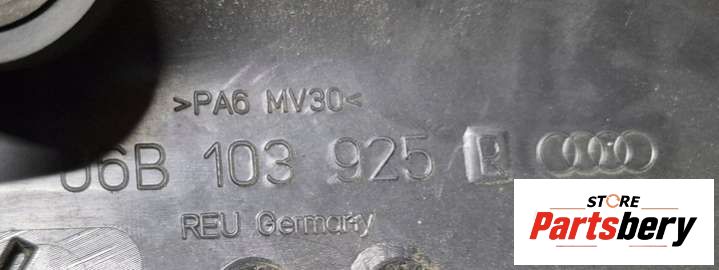 >PA6 MV30<
06B 103 925 R
REU Germany
STORE
Partsbery